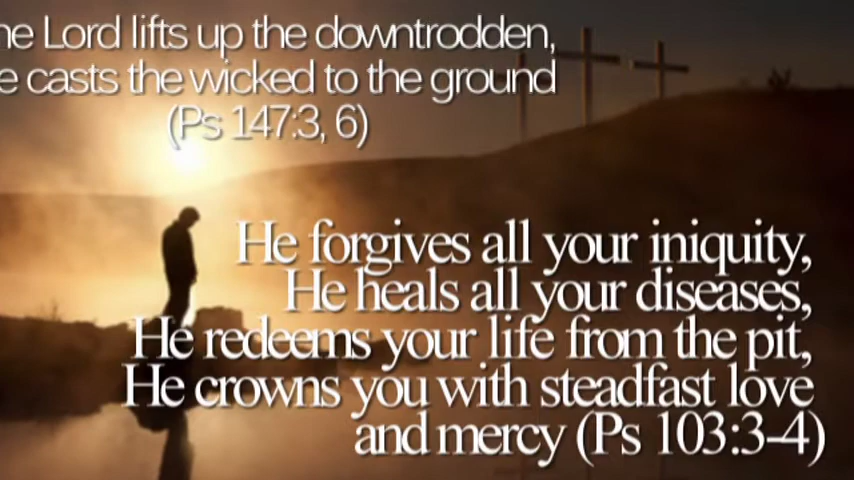 he Lord lifts up the downtrodden,
e casts the wicked to the ground
(Ps 147:3, 6)
He forgives all your iniquity,
He heals all your diseases,
He redeems your life from the pit,
He crowns you with steadfast love
and mercy (Ps 103:3-4)